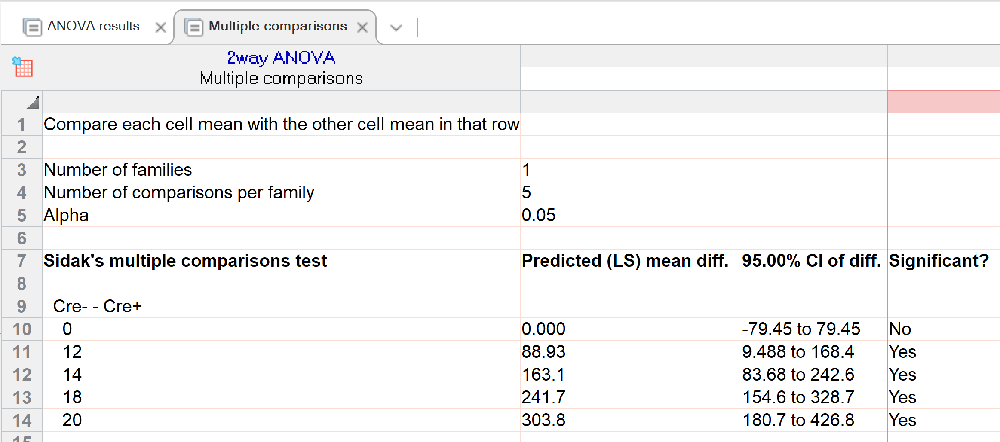 ANOVA results
Multiple comparisons
2way ANOVA
Multiple comparisons
1 Compare each cell mean with the other cell mean in that row
2
3 Number of families 1
4 Number of comparisons per family 5
5 Alpha 0.05
6
7 Sidak's multiple comparisons test Predicted (LS) mean diff. 95.00% CI of diff. Significant?
8
9 Cre- - Cre+
10 0 0.000 -79.45 to 79.45 No
11 12 88.93 9.488 to 168.4 Yes
12 14 163.1 83.68 to 242.6 Yes
13 18 241.7 154.6 to 328.7 Yes
14 20 303.8 180.7 to 426.8 Yes
15